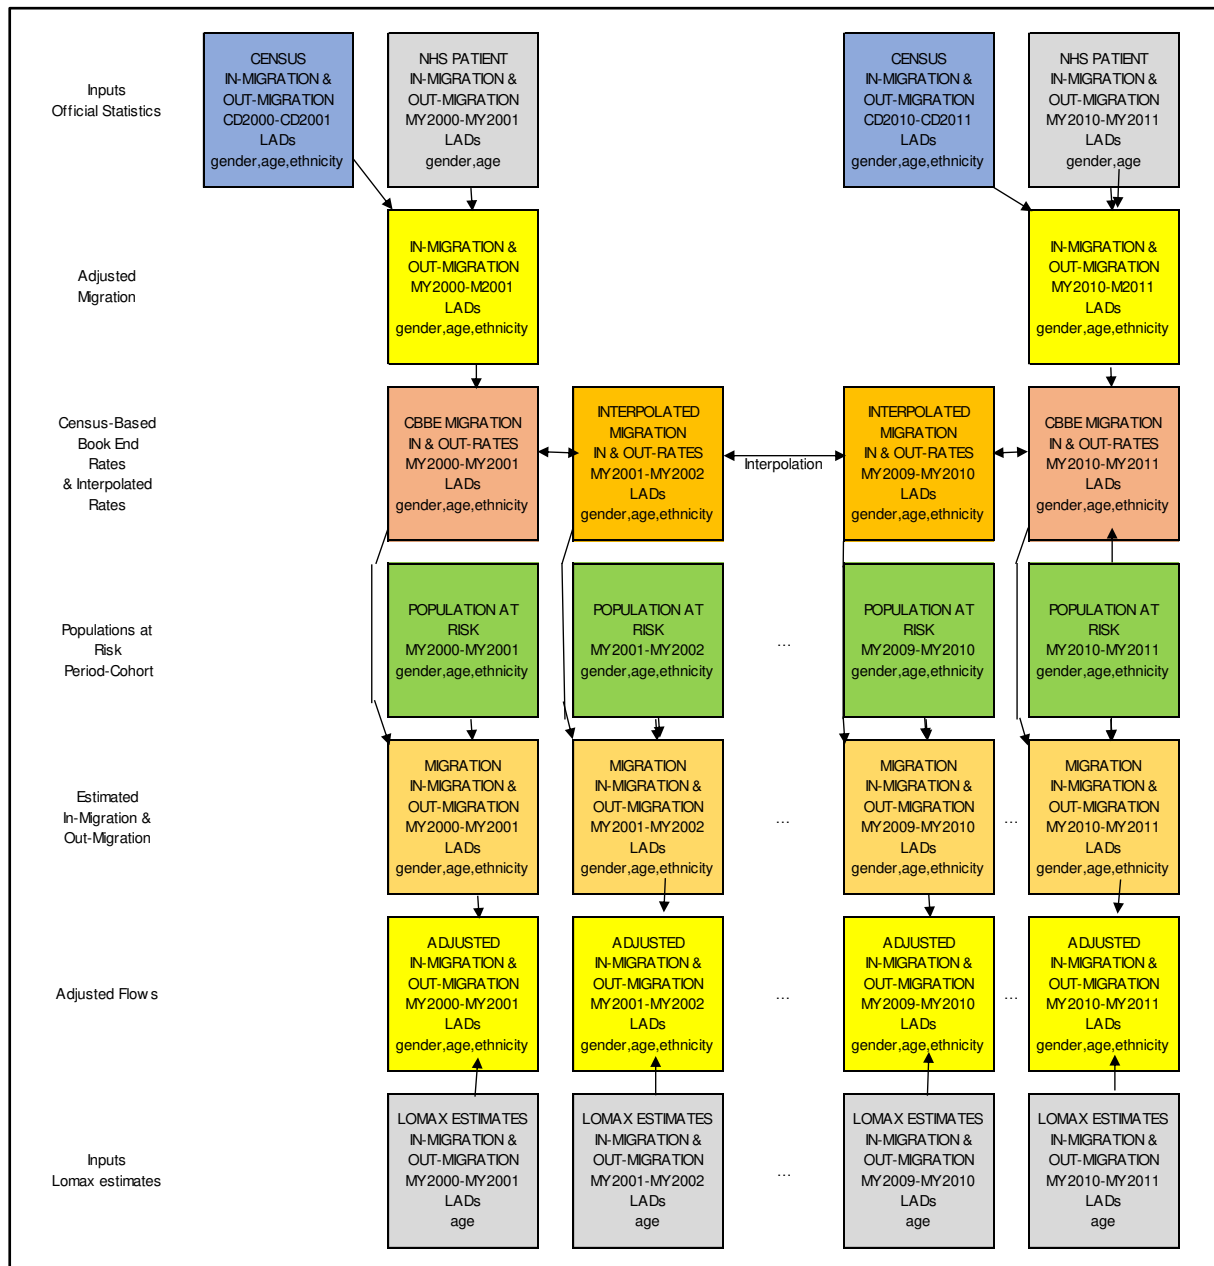 Inputs
Official Statistics
CENSUS
IN-MIGRATION &
OUT-MIGRATION
CD2000-CD2001
LADs
gender,age,ethnicity
NHS PATIENT
IN-MIGRATION &
OUT-MIGRATION
MY2000-MY2001
LADs
gender,age
CENSUS
IN-MIGRATION &
OUT-MIGRATION
CD2010-CD2011
LADs
gender,age,ethnicity
NHS PATIENT
IN-MIGRATION &
OUT-MIGRATION
MY2010-MY2011
LADs
gender,age
Adjusted
Migration
IN-MIGRATION &
OUT-MIGRATION
MY2000-M2001
LADs
gender,age,ethnicity
IN-MIGRATION &
OUT-MIGRATION
MY2010-M2011
LADs
gender,age,ethnicity
Census-Based
Book End
Rates
& Interpolated
Rates
CBBE MIGRATION
IN & OUT-RATES
MY2000-MY2001
LADs
gender,age,ethnicity
INTERPOLATED
MIGRATION
IN & OUT-RATES
MY2001-MY2002
LADs
gender,age,ethnicity
Interpolation
INTERPOLATED
MIGRATION
IN & OUT-RATES
MY2009-MY2010
LADs
gender,age,ethnicity
CBBE MIGRATION
IN & OUT-RATES
MY2010-MY2011
LADs
gender,age,ethnicity
Populations at
Risk
Period-Cohort
POPULATION AT
RISK
MY2000-MY2001
gender,age,ethnicity
POPULATION AT
RISK
MY2001-MY2002
gender,age,ethnicity
...
POPULATION AT
RISK
MY2009-MY2010
gender,age,ethnicity
POPULATION AT
RISK
MY2010-MY2011
gender,age,ethnicity
Estimated
In-Migration &
Out-Migration
MIGRATION
IN-MIGRATION &
OUT-MIGRATION
MY2000-MY2001
LADs
gender,age,ethnicity
MIGRATION
IN-MIGRATION &
OUT-MIGRATION
MY2001-MY2002
LADs
gender,age,ethnicity
...
MIGRATION
IN-MIGRATION &
OUT-MIGRATION
MY2009-MY2010
LADs
gender,age,ethnicity
...
MIGRATION
IN-MIGRATION &
OUT-MIGRATION
MY2010-MY2011
LADs
gender,age,ethnicity
Adjusted Flows
ADJUSTED
IN-MIGRATION &
OUT-MIGRATION
MY2000-MY2001
LADs
gender,age,ethnicity
ADJUSTED
IN-MIGRATION &
OUT-MIGRATION
MY2001-MY2002
LADs
gender,age,ethnicity
...
ADJUSTED
IN-MIGRATION &
OUT-MIGRATION
MY2009-MY2010
LADs
gender,age,ethnicity
...
ADJUSTED
IN-MIGRATION &
OUT-MIGRATION
MY2010-MY2011
LADs
gender,age,ethnicity
Inputs
Lomax estimates
LOMAX ESTIMATES
IN-MIGRATION &
OUT-MIGRATION
MY2000-MY2001
LADs
age
LOMAX ESTIMATES
IN-MIGRATION &
OUT-MIGRATION
MY2001-MY2002
LADs
age
...
LOMAX ESTIMATES
IN-MIGRATION &
OUT-MIGRATION
MY2009-MY2010
LADs
age
LOMAX ESTIMATES
IN-MIGRATION &
OUT-MIGRATION
MY2010-MY2011
LADs
age